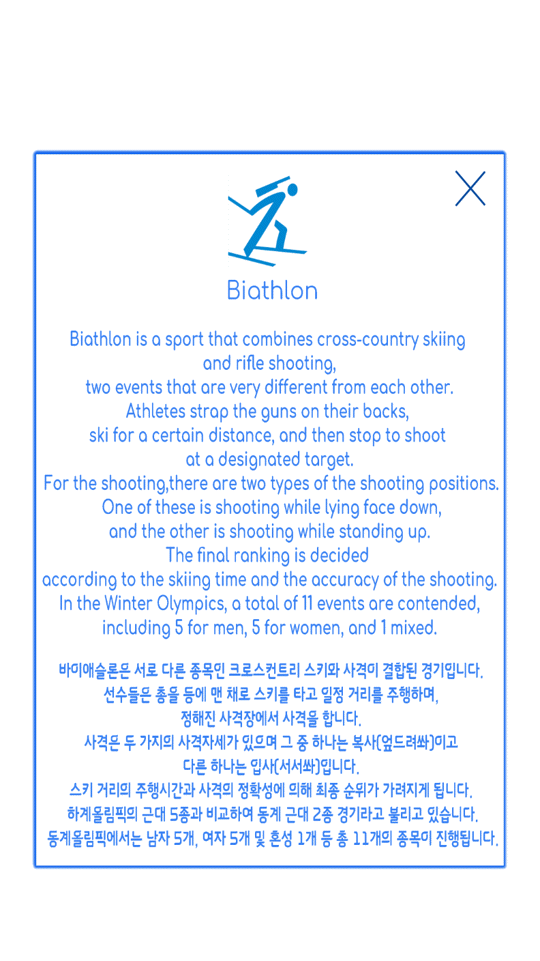 Biathlon
Biathlon is a sport that combines cross-country skiing
and rifle shooting,
two events that are very different from each other.
Athletes strap the guns on their backs,
ski for a certain distance, and then stop to shoot
at a designated target.
For the shooting,there are two types of the shooting positions.
One of these is shooting while lying face down,
and the other is shooting while standing up.
The final ranking is decided
according to the skiing time and the accuracy of the shooting.
In the Winter Olympics, a total of 11 events are contended,
including 5 for men, 5 for women, and 1 mixed.
바이애슬론은 서로 다른 종목인 크로스컨트리 스키와 사격이 결합된 경기입니다.
선수들은 총을 등에 맨 채로 스키를 타고 일정 거리를 주행하며,
정해진 사격장에서 사격을 합니다.
사격은 두 가지의 사격자세가 있으며 그 중 하나는 복사(엎드려쏴)이고
다른 하나는 입사(서서쏴)입니다.
스키 거리의 주행시간과 사격의 정확성에 의해 최종 순위가 가려지게 됩니다.
하계올림픽의 근대 5종과 비교하여 동계 근대 2종 경기라고 불리고 있습니다.
동계올림픽에서는 남자 5개, 여자 5개 및 혼성 1개 등 총 11개의 종목이 진행됩니다.